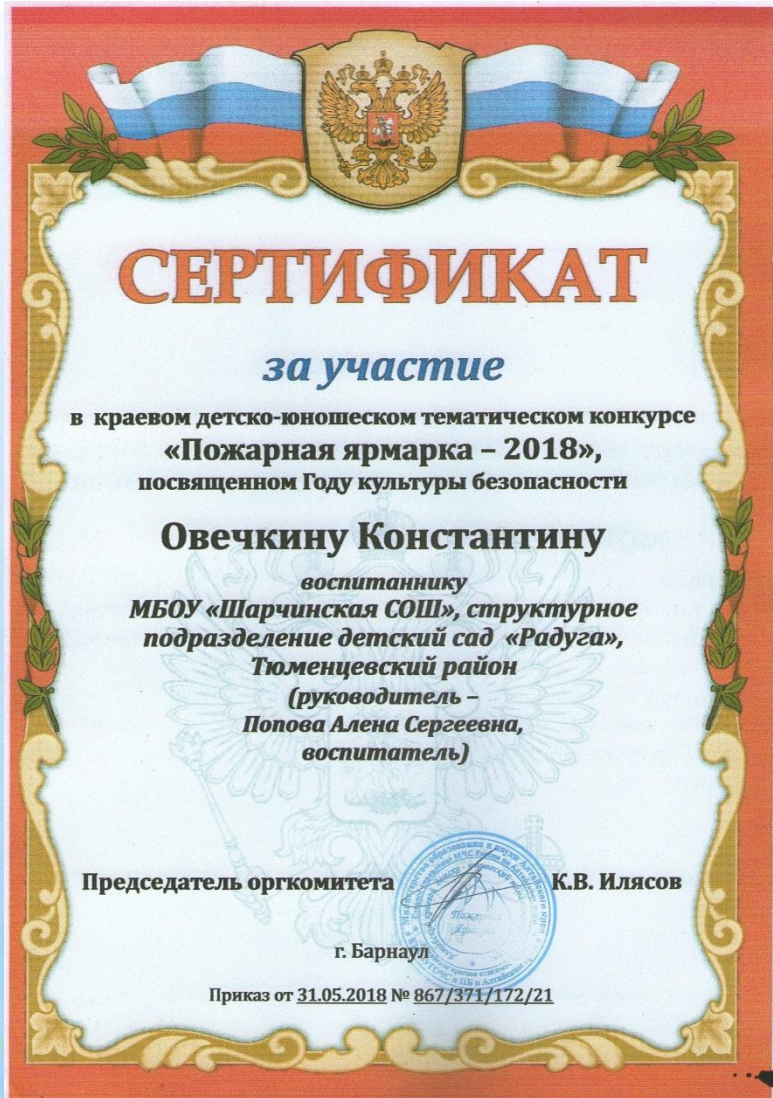 СЕРТИФИКАТ
за участие
в краевом детско-юношеском тематическом конкурсе
«Пожарная ярмарка – 2018»,
посвященном Году культуры безопасности
Овечкину Константину
воспитаннику
МБОУ «Шарчинская СОШ», структурное
подразделение детский сад «Радуга»,
Тюменцевский район
(руководитель –
Попова Алена Сергеевна,
воспитатель)
Председатель оргкомитета К.В. Илясов
г. Барнаул
Приказ от 31.05.2018 № 867/371/172/21